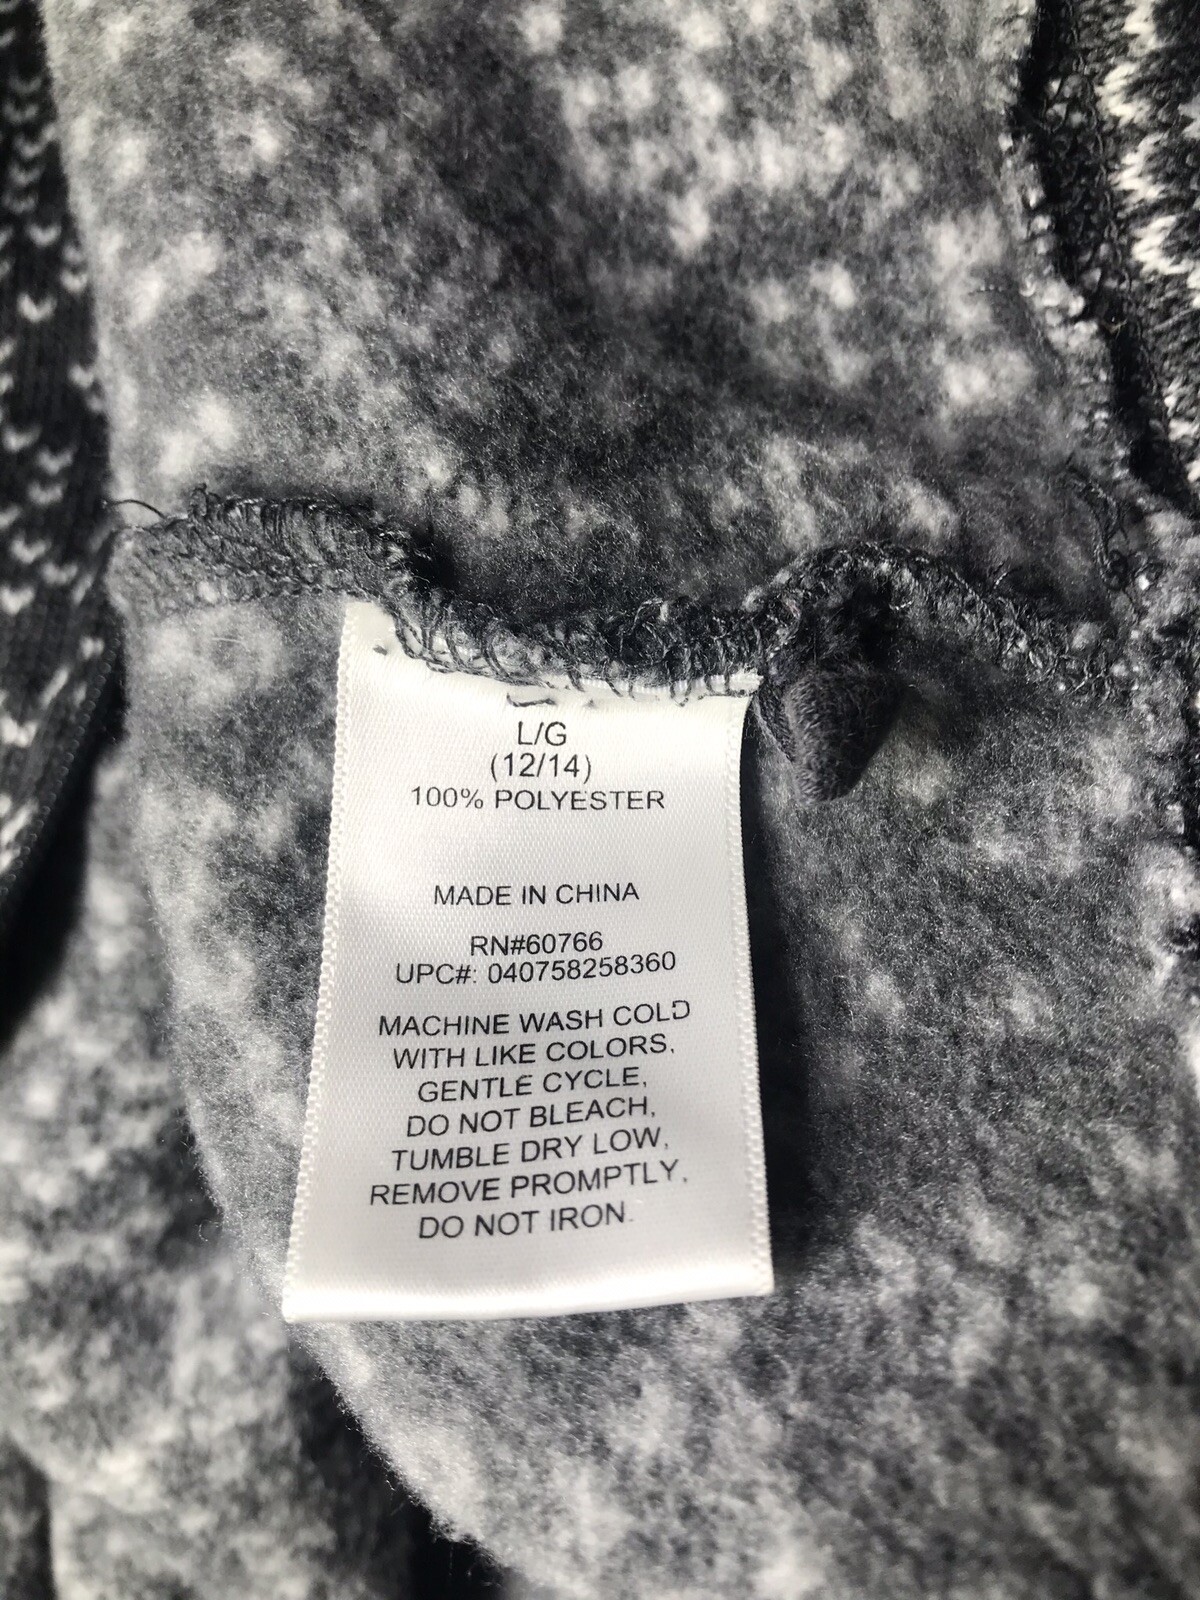 L/G
(12/14)
100% POLYESTER
MADE IN CHINA
RN#60766
UPC#: 040758258360
MACHINE WASH COLD
WITH LIKE COLORS,
GENTLE CYCLE,
DO NOT BLEACH,
TUMBLE DRY LOW,
REMOVE PROMPTLY,
DO NOT IRON.